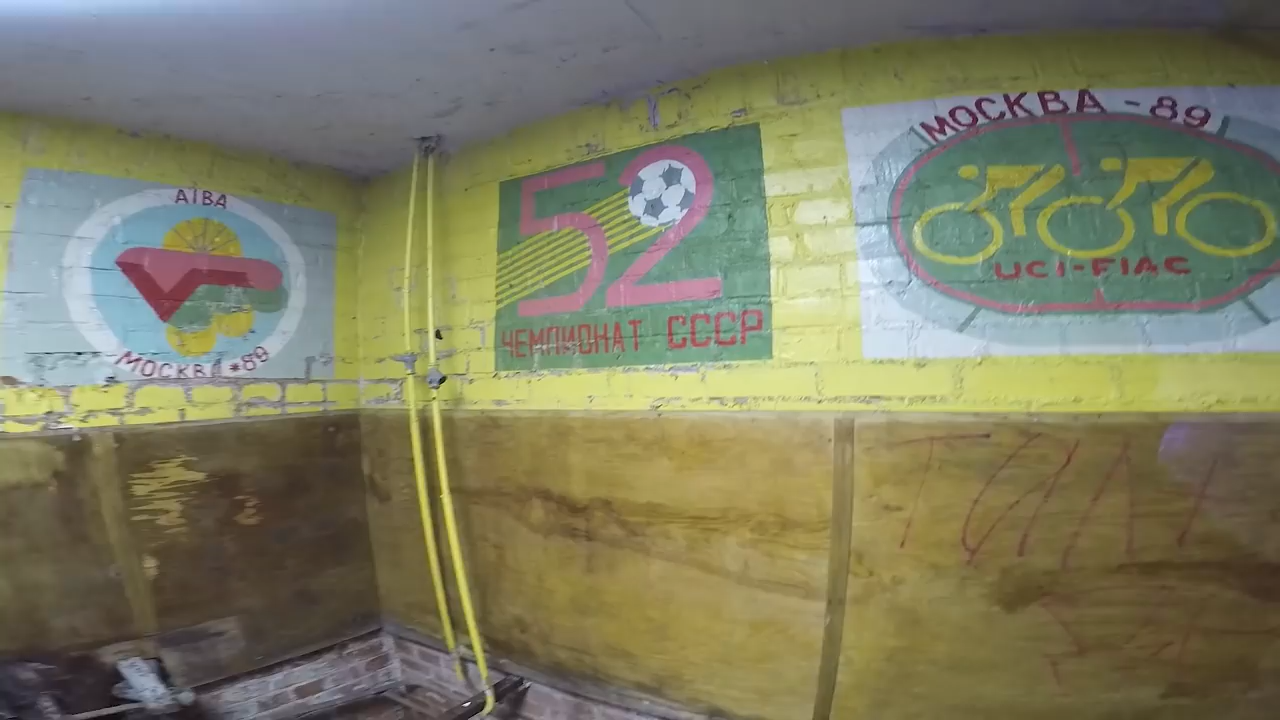 AIBA
МОСКВА *89
52
ЧЕМПИОНАТ СССР
МОСКВА - 89
UCI-FIAC